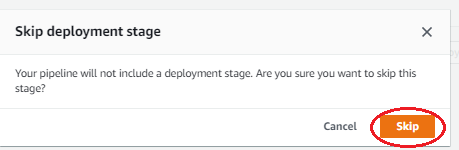 Skip deployment stage
Your pipeline will not include a deployment stage. Are you sure you want to skip this
stage?
Cancel Skip